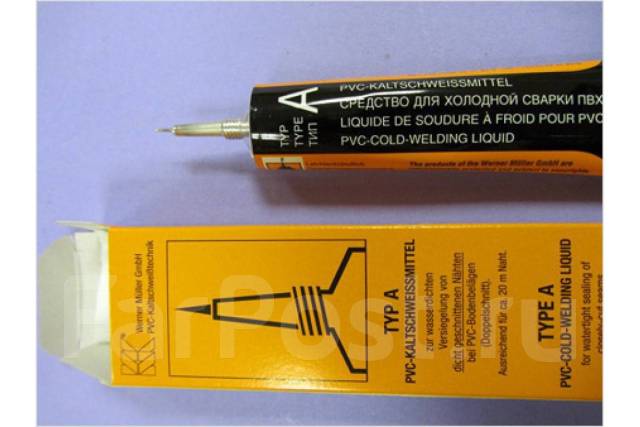 TYP
TYPE
ТИП
A
PVC-KALTSCHWEISSMITTEL
СРЕДСТВО ДЛЯ ХОЛОДНОЙ СВАРКИ ПВХ
LIQUIDE DE SOUDURE À FROID POUR PVC
PVC-COLD-WELDING LIQUID
The products of the Werner Müller GmbH are
Werner Müller GmbH
PVC-Kaltschweißtechnik
TYP A
PVC-KALTSCHWEISSMITTEL
zur wasserdichten
Versiegelung von
dicht geschnittenen Nähten
bei PVC-Bodenbelägen
(Doppelschnitt).
Ausreichend für ca. 20 m Naht.
TYPE A
PVC-COLD-WELDING LIQUID
for watertight sealing of
closely-cut seams
FarPost.ru